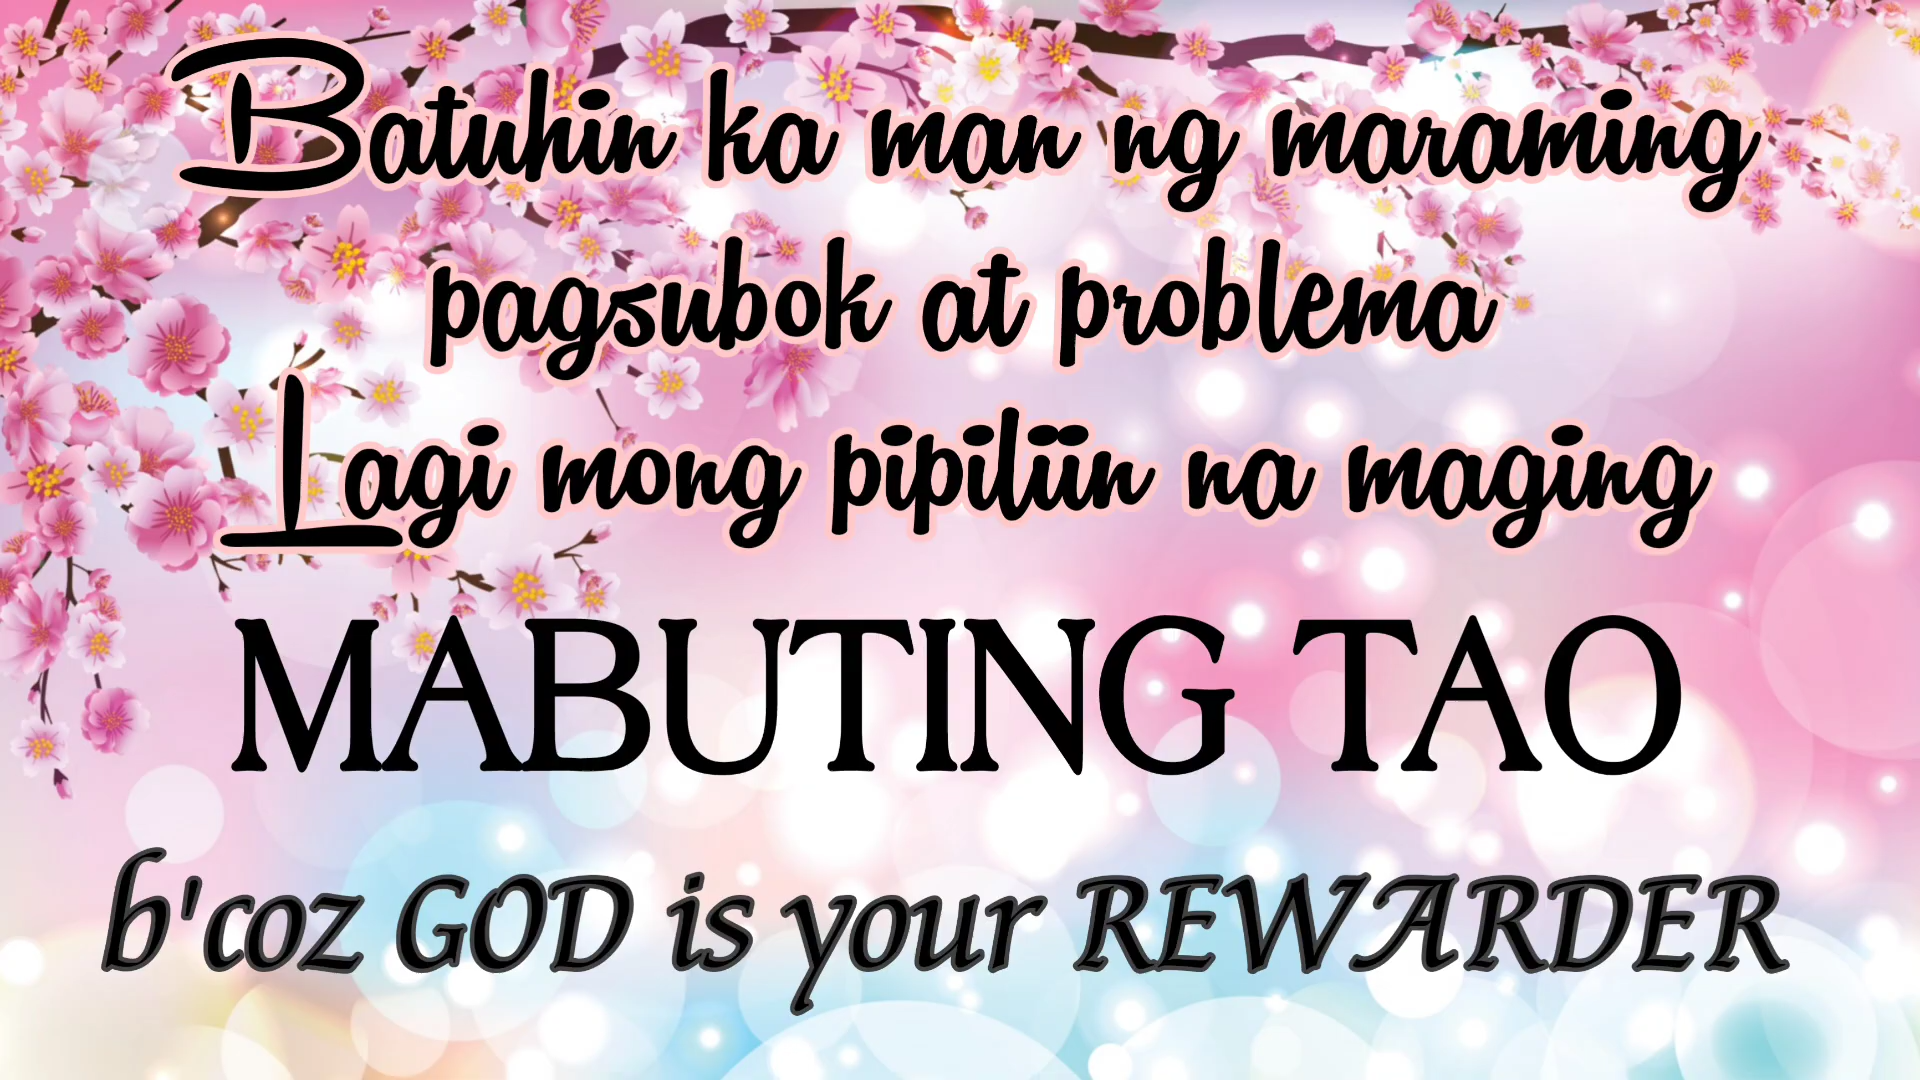 Batuhin ka man ng maraming
pagsubok at problema
Lagi mong pipiliin na maging
MABUTING TAO
b'coz GOD is your REWARDER